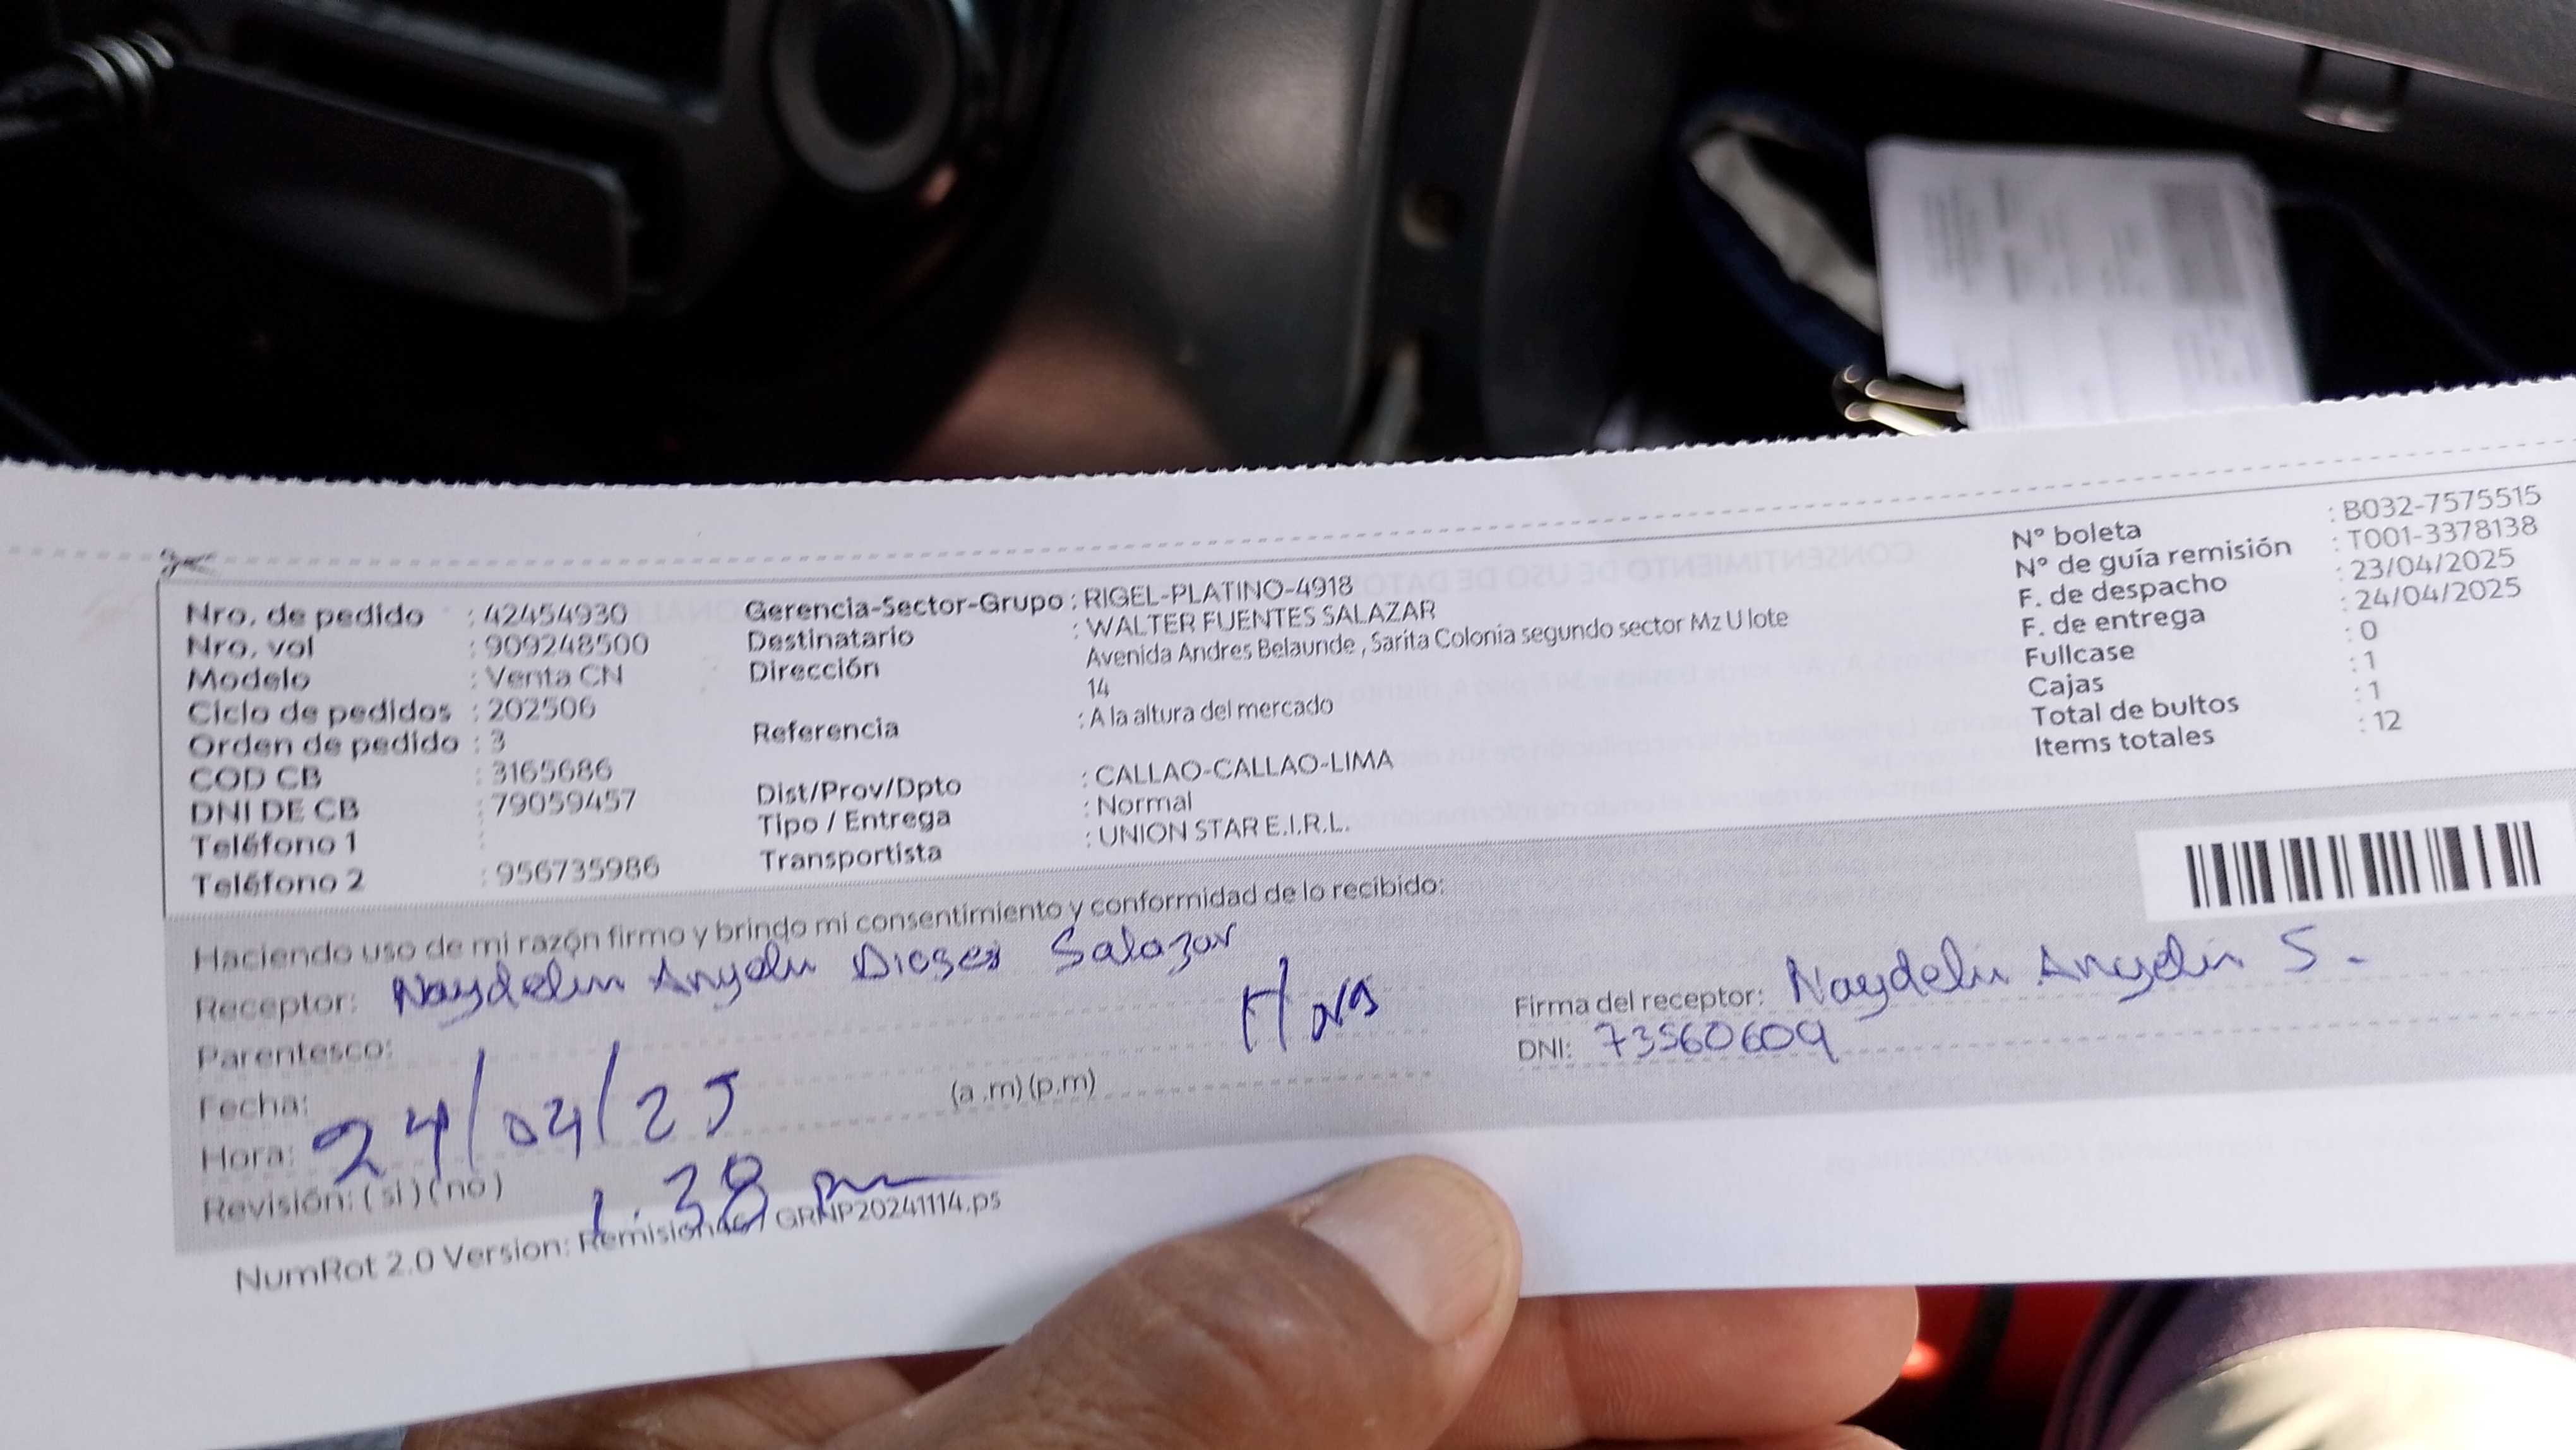 Nro. de pedido : 42454930
Nro. vol : 909248500
Modelo : Venta CN
Ciclo de pedidos : 202506
Orden de pedido : 3
COD CB : 3165686
DNI DE CB : 79059457
Teléfono 1 :
Teléfono 2 : 956735986
Gerencia-Sector-Grupo : RIGEL-PLATINO-4918
Destinatario : WALTER FUENTES SALAZAR
Dirección Avenida Andres Belaunde , Sarita Colonia segundo sector Mz U lote
14
Referencia : A la altura del mercado
Dist/Prov/Dpto : CALLAO-CALLAO-LIMA
Tipo / Entrega : Normal
Transportista : UNION STAR E.I.R.L.
N° boleta : B032-7575515
N° de guía remisión : T001-3378138
F. de despacho : 23/04/2025
F. de entrega : 24/04/2025
Fullcase : 0
Cajas : 1
Total de bultos : 1
Items totales : 12
Haciendo uso de mi razón firmo y brindo mi consentimiento y conformidad de lo recibido:
Receptor: Naydelin Angelin Salazar
Parentesco:
Fecha: 24/04/25
Hora: (a .m) (p.m)
1:38 pm
Revisión: ( si ) ( no )
Firma del receptor: Naydelin Angelin S.
DNI: 73560609
NumRot 2.0 Version: GRNP20241114.ps